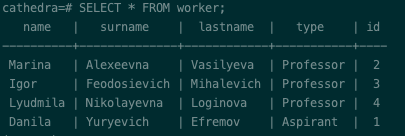 cathedra=# SELECT * FROM worker;
   name   |   surname    |  lastname  |   type    | id
----------+--------------+------------+-----------+----
 Marina   | Alexeevna    | Vasilyeva  | Professor |  2
 Igor     | Feodosievich | Mihalevich | Professor |  3
 Lyudmila | Nikolayevna  | Loginova   | Professor |  4
 Danila   | Yuryevich    | Efremov    | Aspirant  |  1